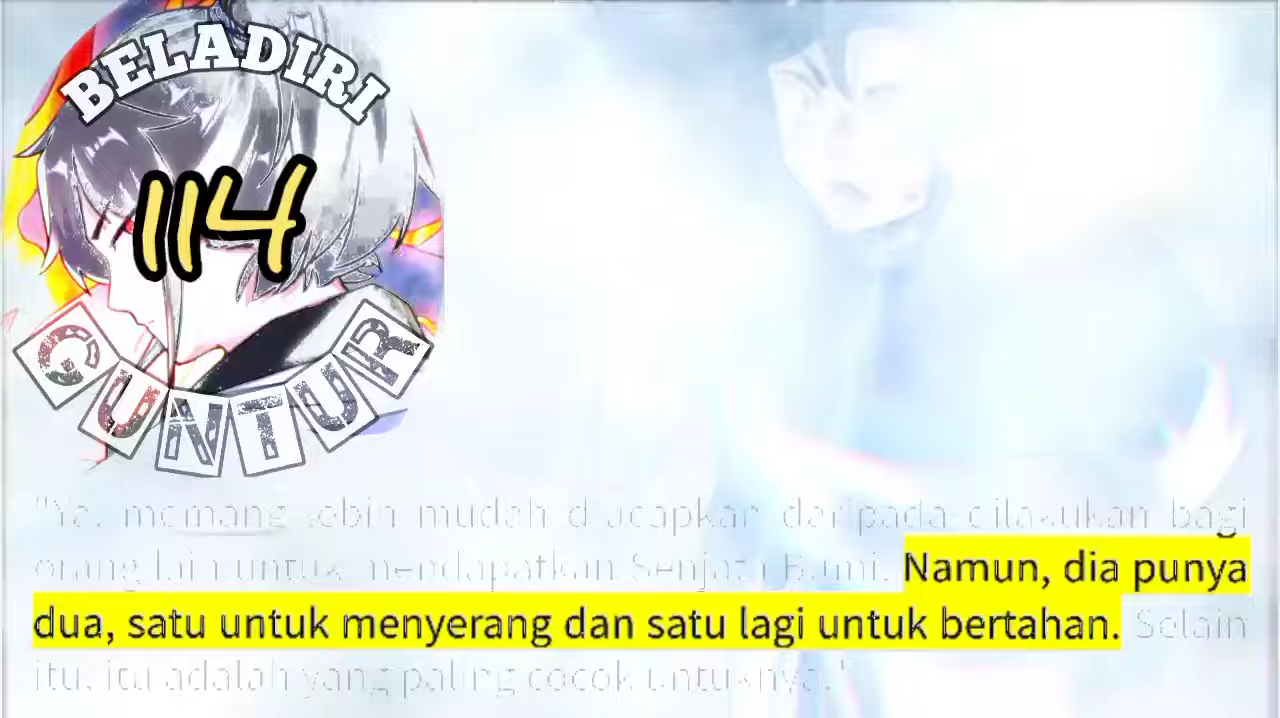 BELADIRI
114
GUNTUR
"Ya, memang lebih mudah diucapkan daripada dilakukan bagi
orang lain untuk mendapatkan Senjata Bumi. Namun, dia punya
dua, satu untuk menyerang dan satu lagi untuk bertahan. Selain
itu, itu adalah yang paling cocok untuknya."